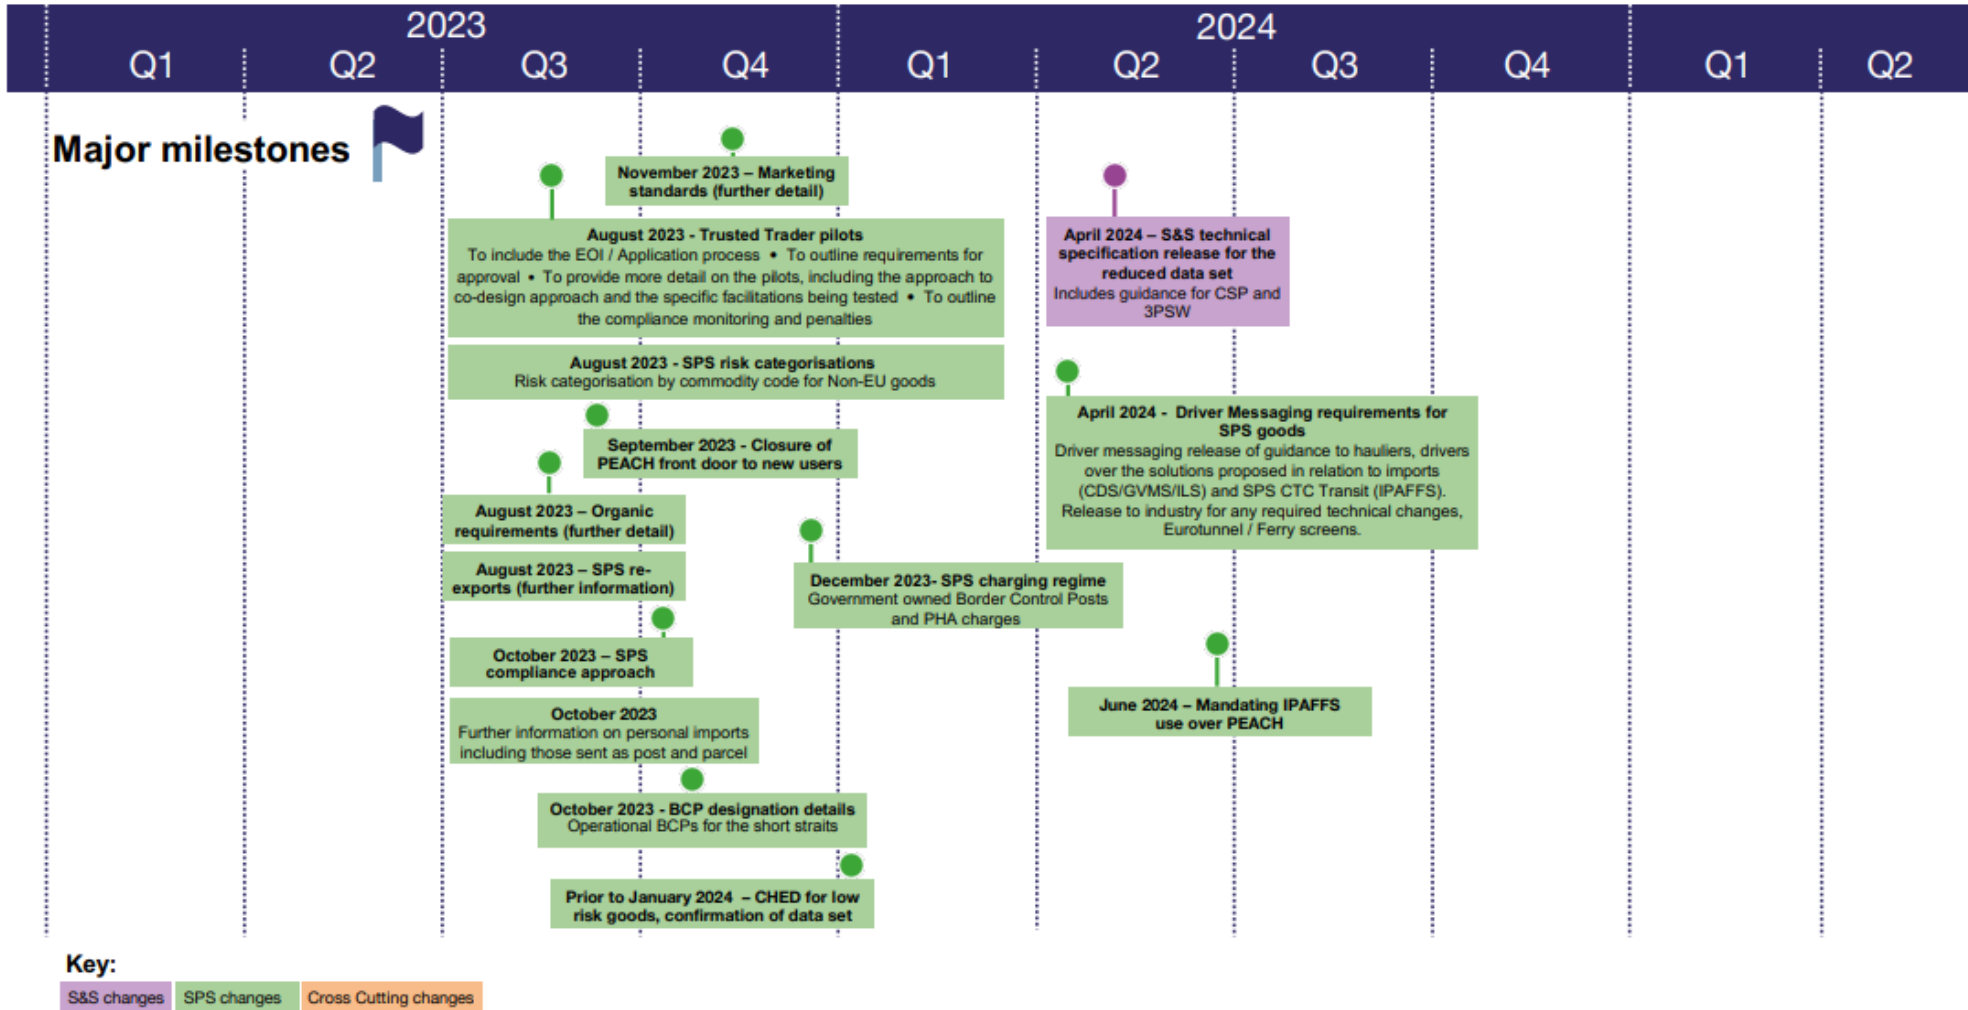 2023
2024
Q1
Q2
Q3
Q4
Q1
Q2
Q3
Q4
Q1
Q2
Major milestones
November 2023 – Marketing
standards (further detail)
August 2023 - Trusted Trader pilots
To include the EOI / Application process • To outline requirements for
approval • To provide more detail on the pilots, including the approach to
co-design approach and the specific facilitations being tested • To outline
the compliance monitoring and penalties
August 2023 - SPS risk categorisations
Risk categorisation by commodity code for Non-EU goods
September 2023 - Closure of
PEACH front door to new users
August 2023 – Organic
requirements (further detail)
August 2023 – SPS re-
exports (further information)
October 2023 – SPS
compliance approach
October 2023
Further information on personal imports
including those sent as post and parcel
October 2023 - BCP designation details
Operational BCPs for the short straits
Prior to January 2024 – CHED for low
risk goods, confirmation of data set
December 2023- SPS charging regime
Government owned Border Control Posts
and PHA charges
April 2024 – S&S technical
specification release for the
reduced data set
Includes guidance for CSP and
3PSW
April 2024 - Driver Messaging requirements for
SPS goods
Driver messaging release of guidance to hauliers, drivers
over the solutions proposed in relation to imports
(CDS/GVMS/ILS) and SPS CTC Transit (IPAFFS).
Release to industry for any required technical changes,
Eurotunnel / Ferry screens.
June 2024 – Mandating IPAFFS
use over PEACH
Key:
S&S changes
SPS changes
Cross Cutting changes